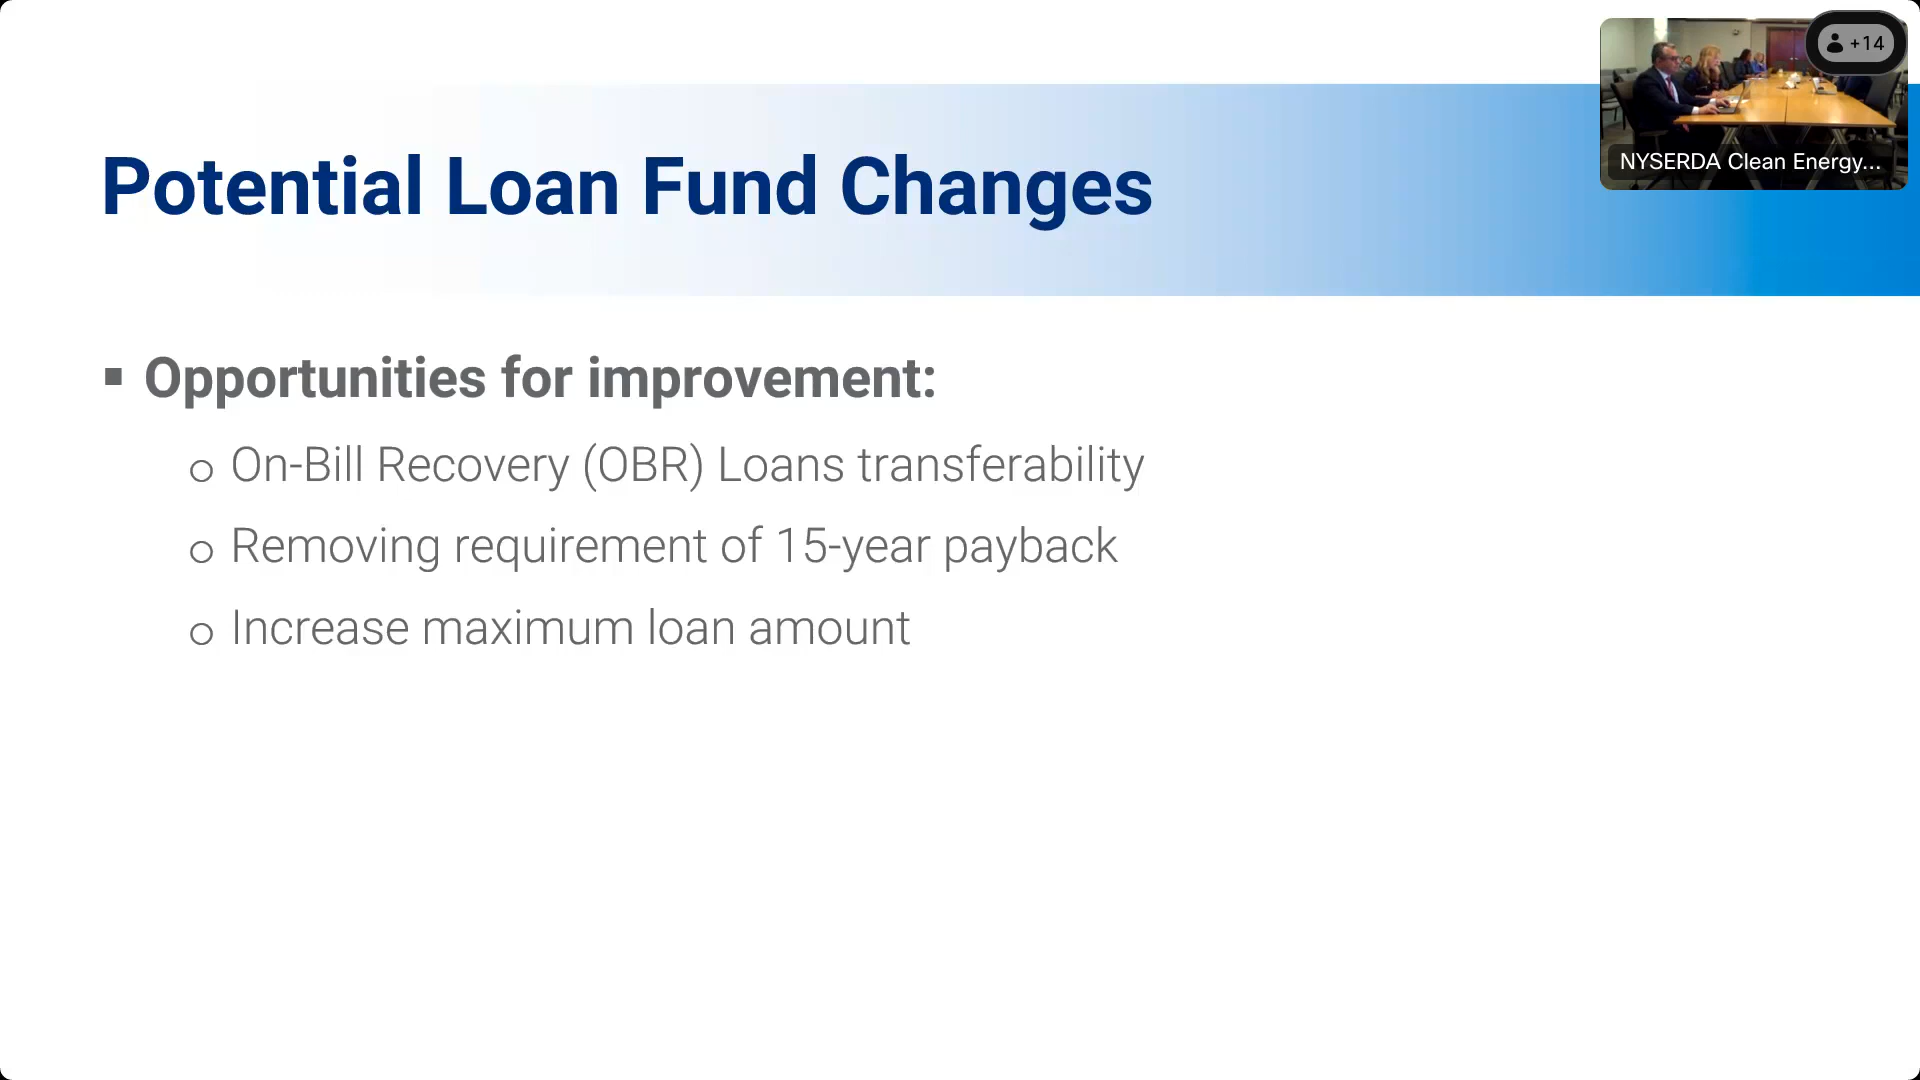 +14
NYSERDA Clean Energy...
Potential Loan Fund Changes
▪ Opportunities for improvement:
o On-Bill Recovery (OBR) Loans transferability
o Removing requirement of 15-year payback
o Increase maximum loan amount